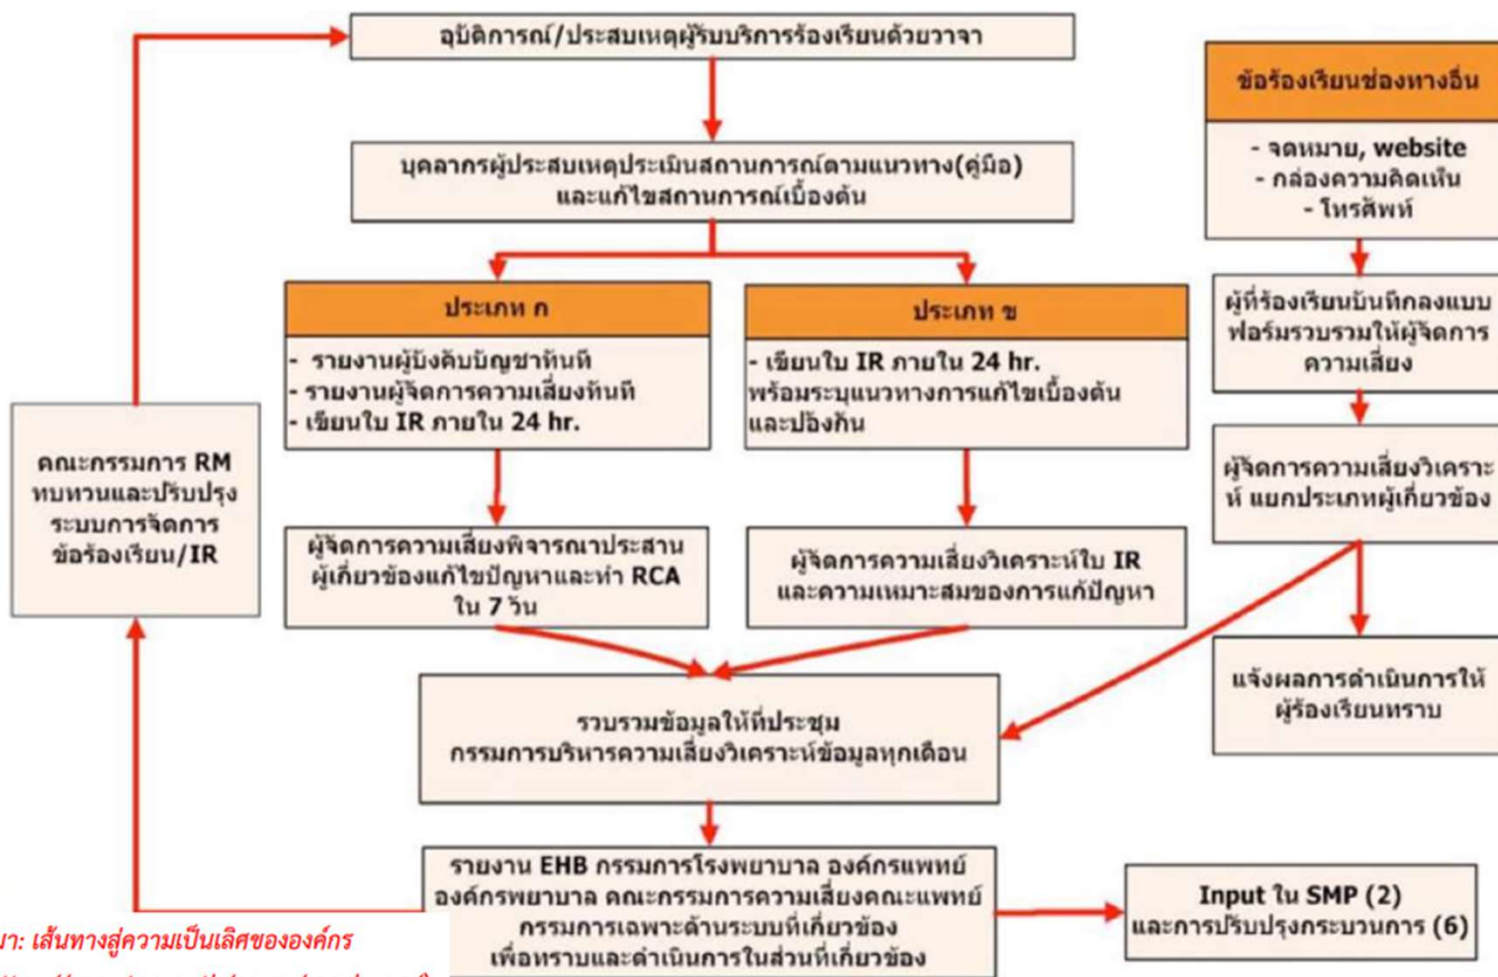 อุบัติการณ์/ประสบเหตุผู้รับบริการร้องเรียนด้วยวาจา
บุคลากรผู้ประสบเหตุประเมินสถานการณ์ตามแนวทาง(คู่มือ)
และแก้ไขสถานการณ์เบื้องต้น
ประเภท ก
- รายงานผู้บังคับบัญชาทันที
- รายงานผู้จัดการความเสี่ยงทันที
- เขียนใบ IR ภายใน 24 hr.
ประเภท ข
- เขียนใบ IR ภายใน 24 hr.
พร้อมระบุแนวทางการแก้ไขเบื้องต้น
และป้องกัน
ข้อร้องเรียนช่องทางอื่น
- จดหมาย, website
- กล่องความคิดเห็น
- โทรศัพท์
ผู้ที่ร้องเรียนบันทึกลงแบบ
ฟอร์มรวบรวมให้ผู้จัดการ
ความเสี่ยง
ผู้จัดการความเสี่ยงวิเคราะ
ห์ แยกประเภทผู้เกี่ยวข้อง
แจ้งผลการดำเนินการให้
ผู้ร้องเรียนทราบ
คณะกรรมการ RM
ทบทวนและปรับปรุง
ระบบการจัดการ
ข้อร้องเรียน/IR
ผู้จัดการความเสี่ยงพิจารณาประสาน
ผู้เกี่ยวข้องแก้ไขปัญหาและทำ RCA
ใน 7 วัน
ผู้จัดการความเสี่ยงวิเคราะห์ใบ IR
และความเหมาะสมของการแก้ปัญหา
รวบรวมข้อมูลให้ที่ประชุม
กรรมการบริหารความเสี่ยงวิเคราะห์ข้อมูลทุกเดือน
รายงาน EHB กรรมการโรงพยาบาล องค์กรแพทย์
องค์กรพยาบาล คณะกรรมการความเสี่ยงคณะแพทย์
กรรมการเฉพาะด้านระบบที่เกี่ยวข้อง
เพื่อทราบและดำเนินการในส่วนที่เกี่ยวข้อง
Input ใน SMP (2)
และการปรับปรุงกระบวนการ (6)
มา: เส้นทางสู่ความเป็นเลิศขององค์กร